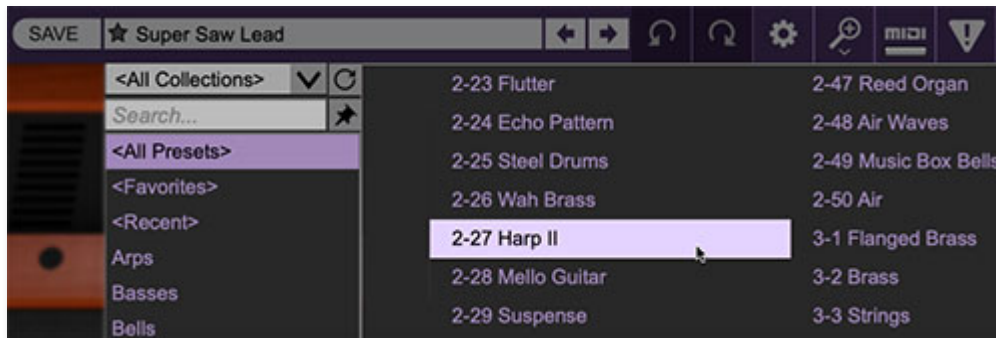 SAVE
Super Saw Lead
MIDI
<All Collections>
Search...
<All Presets>
<Favorites>
<Recent>
Arps
Basses
Bells
2-23 Flutter
2-24 Echo Pattern
2-25 Steel Drums
2-26 Wah Brass
2-27 Harp II
2-28 Mello Guitar
2-29 Suspense
2-47 Reed Organ
2-48 Air Waves
2-49 Music Box Bells
2-50 Air
3-1 Flanged Brass
3-2 Brass
3-3 Strings